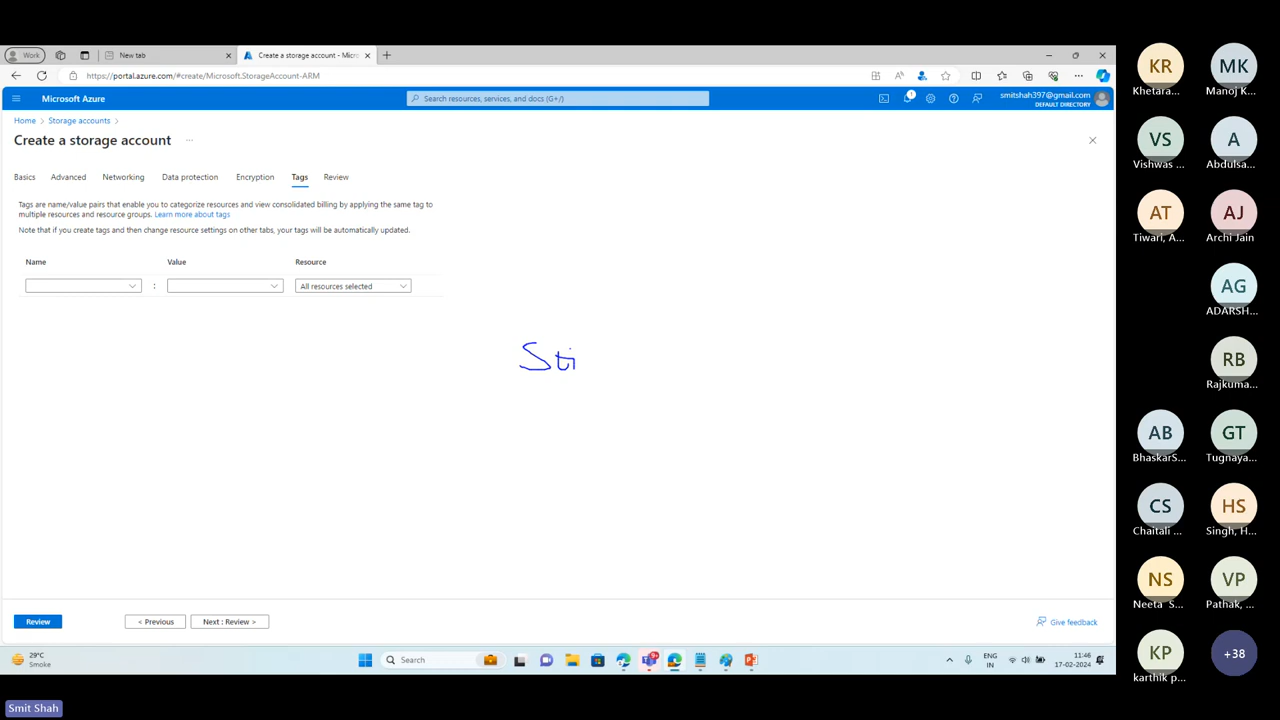 Work
New tab
Create a storage account - Micro
https://portal.azure.com/#create/Microsoft.StorageAccount-ARM
Microsoft Azure
Search resources, services, and docs (G+/)
1
smitshah397@gmail.com
DEFAULT DIRECTORY
Home > Storage accounts >
Create a storage account ...
Basics Advanced Networking Data protection Encryption Tags Review
Tags are name/value pairs that enable you to categorize resources and view consolidated billing by applying the same tag to
multiple resources and resource groups. Learn more about tags
Note that if you create tags and then change resource settings on other tabs, your tags will be automatically updated.
Name Value Resource
: All resources selected
Sti
Review < Previous Next : Review > Give feedback
29°C
Smoke
Search
ENG
IN
11:46
17-02-2024
KR
Khetara...
MK
Manoj K...
VS
Vishwas ...
A
Abdulsa...
AT
Tiwari, A...
AJ
Archi Jain
AG
ADARSH...
RB
Rajkuma...
AB
BhaskarS...
GT
Tugnaya...
CS
Chaitali ...
HS
Singh, H...
NS
Neeta S...
VP
Pathak, ...
KP
karthik p...
+38
Smit Shah